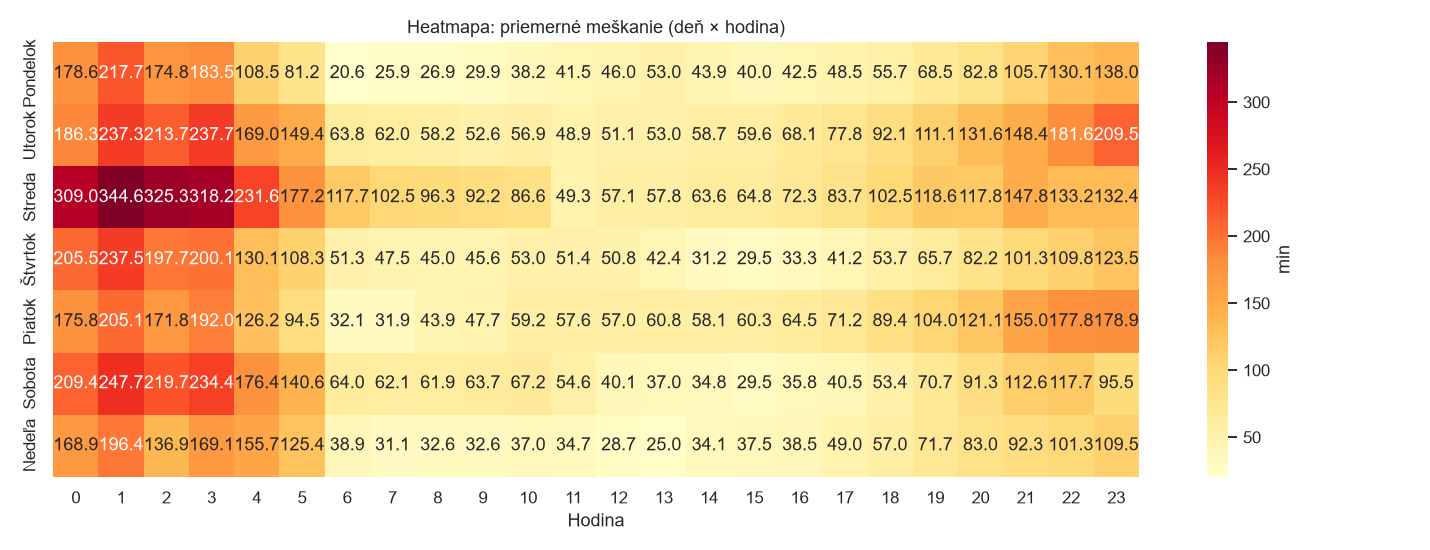 Heatmapa: priemerné meškanie (deň × hodina)
Pondelok 178.6 217.7 174.8 183.5 108.5 81.2 20.6 25.9 26.9 29.9 38.2 41.5 46.0 53.0 43.9 40.0 42.5 48.5 55.7 68.5 82.8 105.7 130.1 138.0
Utorok 186.3 237.3 213.7 237.7 169.0 149.4 63.8 62.0 58.2 52.6 56.9 48.9 51.1 53.0 58.7 59.6 68.1 77.8 92.1 111.1 131.6 148.4 181.6 209.5
Streda 309.0 344.6 325.3 318.2 231.6 177.2 117.7 102.5 96.3 92.2 86.6 49.3 57.1 57.8 63.6 64.8 72.3 83.7 102.5 118.6 117.8 147.8 133.2 132.4
Štvrtok 205.5 237.5 197.7 200.1 130.1 108.3 51.3 47.5 45.0 45.6 53.0 51.4 50.8 42.4 31.2 29.5 33.3 41.2 53.7 65.7 82.2 101.3 109.8 123.5
Piatok 175.8 205.1 171.8 192.0 126.2 94.5 32.1 31.9 43.9 47.7 59.2 57.6 57.0 60.8 58.1 60.3 64.5 71.2 89.4 104.0 121.1 155.0 177.8 178.9
Sobota 209.4 247.7 219.7 234.4 176.4 140.6 64.0 62.1 61.9 63.7 67.2 54.6 40.1 37.0 34.8 29.5 35.8 40.5 53.4 70.7 91.3 112.6 117.7 95.5
Nedeľa 168.9 196.4 136.9 169.1 155.7 125.4 38.9 31.1 32.6 32.6 37.0 34.7 28.7 25.0 34.1 37.5 38.5 49.0 57.0 71.7 83.0 92.3 101.3 109.5
0 1 2 3 4 5 6 7 8 9 10 11 12 13 14 15 16 17 18 19 20 21 22 23
Hodina
300
250
200
150
100
50
min